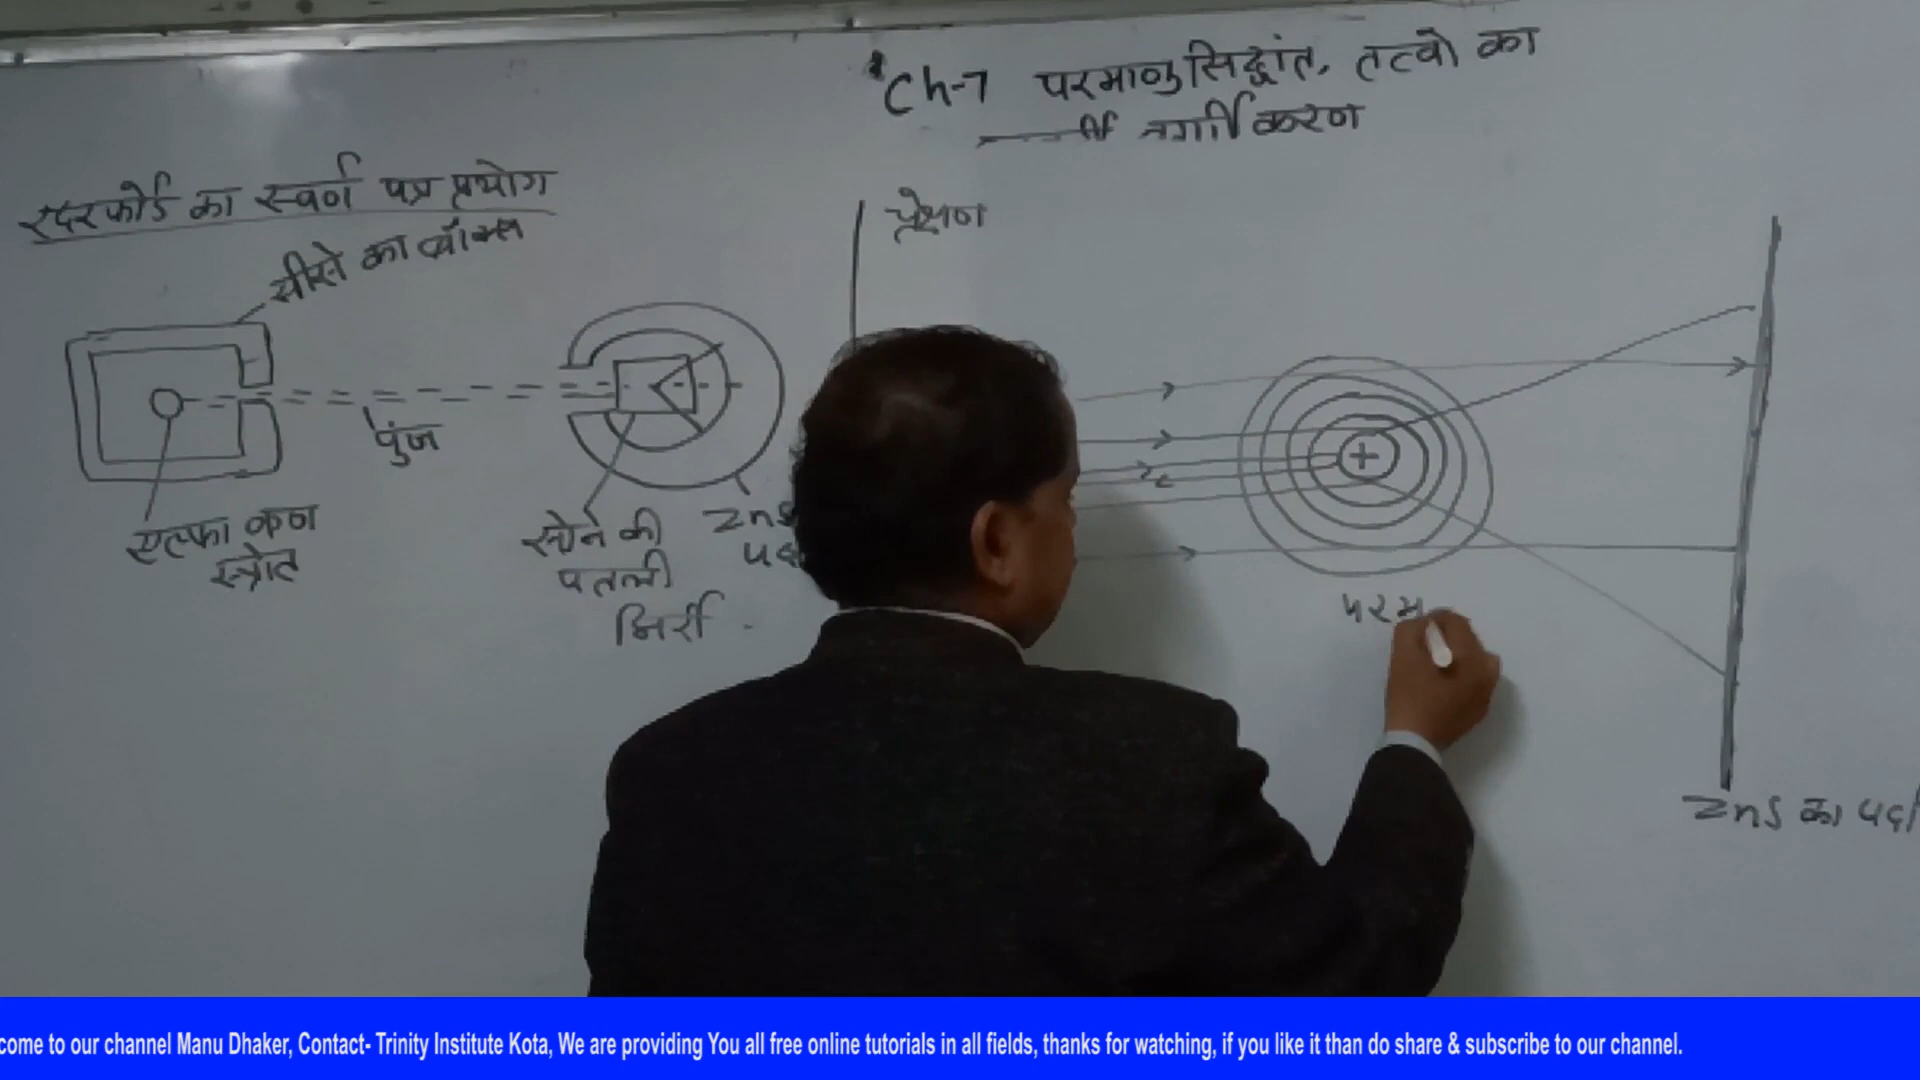 Ch-7 परमाणु सिद्धांत, तत्वो का
वर्गीकरण
रदरफोर्ड का स्वर्ण पत्र प्रयोग
सीसे का बॉक्स
प्रेक्षण
पुंज
एल्फा कण
स्त्रोत
सोने की
पतली
ZnS
परम
ZnS का पर्दा
come to our channel Manu Dhaker, Contact- Trinity Institute Kota, We are providing You all free online tutorials in all fields, thanks for watching, if you like it than do share & subscribe to our channel.